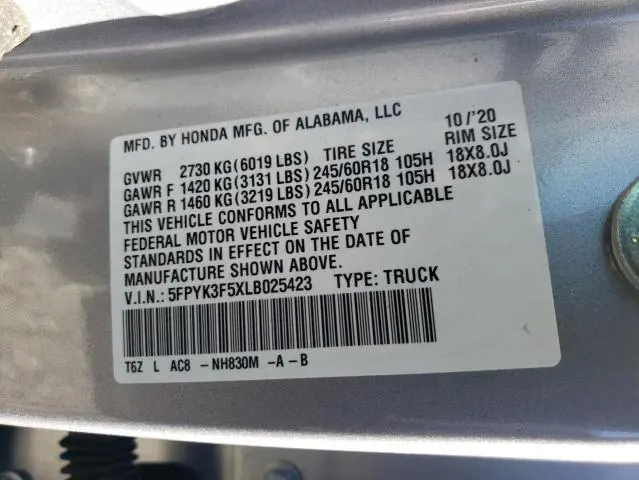 MFD. BY HONDA MFG. OF ALABAMA, LLC 10/'20
GVWR 2730 KG(6019 LBS) TIRE SIZE RIM SIZE
GAWR F 1420 KG(3131 LBS)245/60R18 105H 18X8.0J
GAWR R 1460 KG(3219 LBS)245/60R18 105H 18X8.0J
THIS VEHICLE CONFORMS TO ALL APPLICABLE
FEDERAL MOTOR VEHICLE SAFETY
STANDARDS IN EFFECT ON THE DATE OF
MANUFACTURE SHOWN ABOVE.
V.I.N.:5FPYK3F5XLB025423 TYPE: TRUCK
T6Z L AC8 -NH830M -A-B